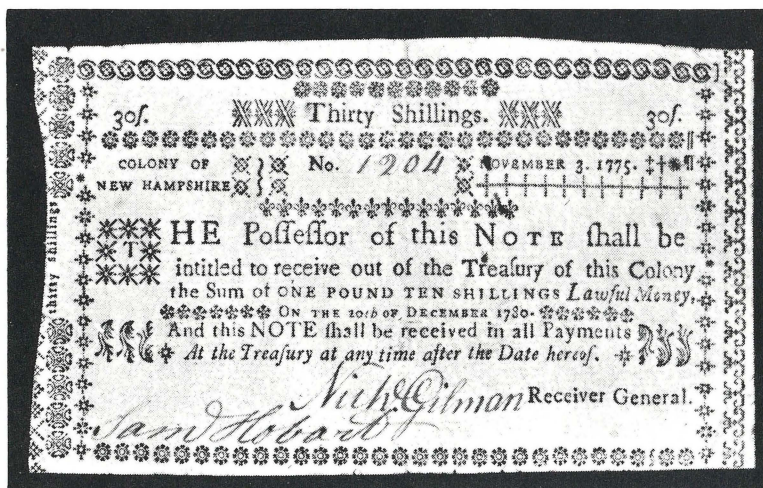 30ſ. Thirty Shillings. 30ſ.
COLONY OF NEW HAMPSHIRE
No. 1204
NOVEMBER 3. 1775. ‡†*¶
THE Poſſeſſor of this NOTE ſhall be
intitled to receive out of the Treaſury of this Colony
the Sum of ONE POUND TEN SHILLINGS Lawful Money,
ON THE 20th OF DECEMBER 1780.
And this NOTE ſhall be received in all Payments
At the Treaſury at any time after the Date hereof.
Nichs. Gilman Receiver General.
Sam Hobart
thirty shillings